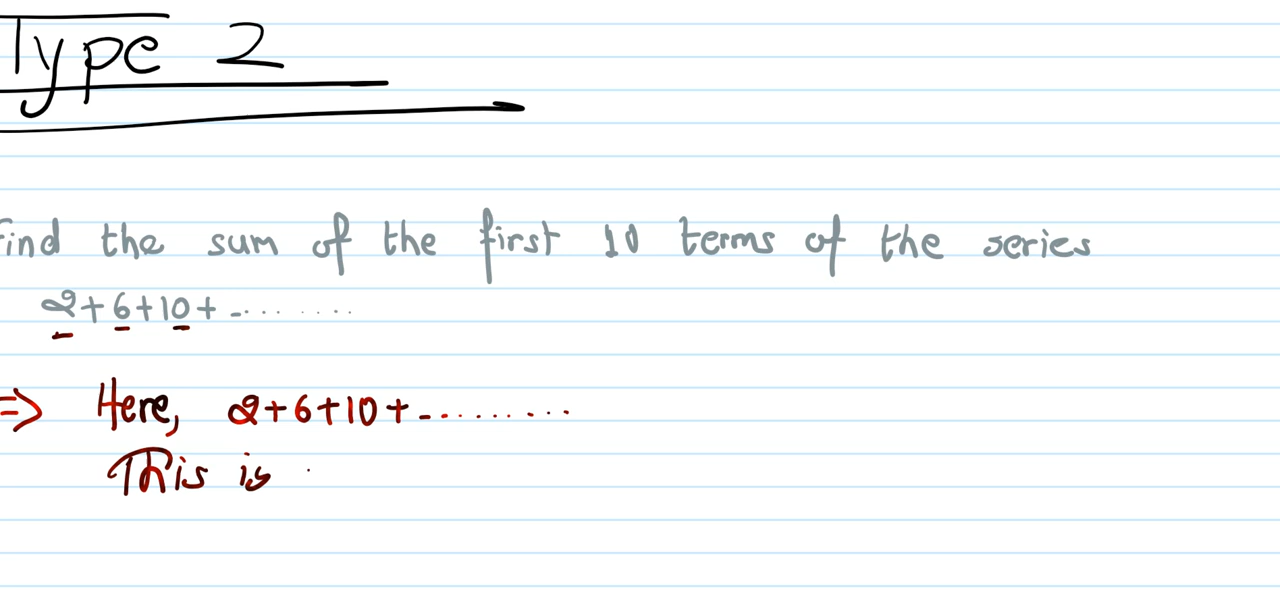 Type 2
Find the sum of the first 10 terms of the series
2+6+10+-........
=> Here, 2+6+10+-........
This is